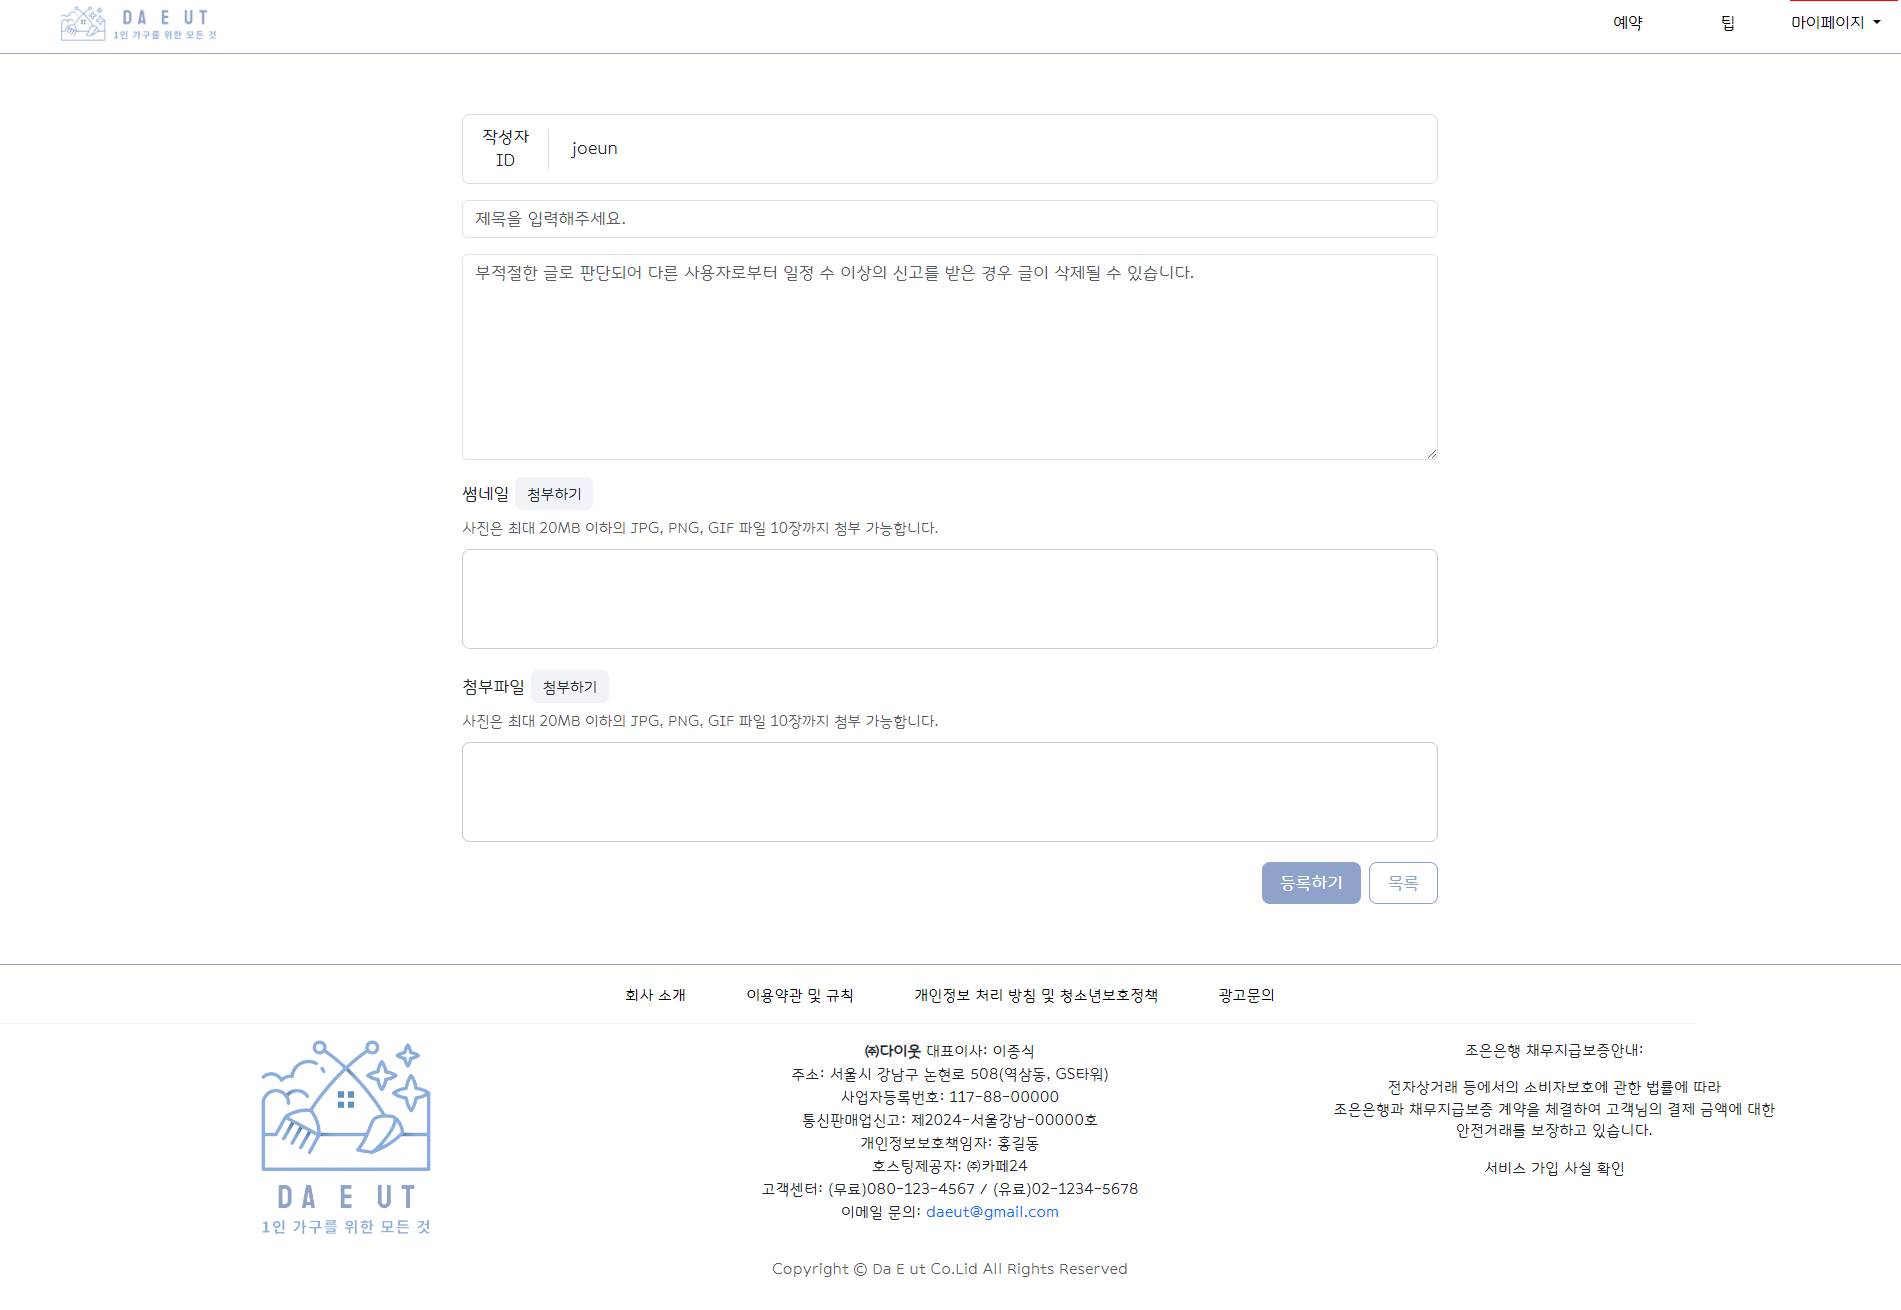 DA E UT
1인 가구를 위한 모든 것
예약
팁
마이페이지
작성자
ID
joeun
제목을 입력해주세요.
부적절한 글로 판단되어 다른 사용자로부터 일정 수 이상의 신고를 받은 경우 글이 삭제될 수 있습니다.
썸네일 첨부하기
사진은 최대 20MB 이하의 JPG, PNG, GIF 파일 10장까지 첨부 가능합니다.
첨부파일 첨부하기
사진은 최대 20MB 이하의 JPG, PNG, GIF 파일 10장까지 첨부 가능합니다.
등록하기 목록
회사 소개 이용약관 및 규칙 개인정보 처리 방침 및 청소년보호정책 광고문의
DA E UT
1인 가구를 위한 모든 것
㈜다이웃 대표이사: 이종식
주소: 서울시 강남구 논현로 508(역삼동, GS타워)
사업자등록번호: 117-88-00000
통신판매업신고: 제2024-서울강남-00000호
개인정보보호책임자: 홍길동
호스팅제공자: ㈜카페24
고객센터: (무료)080-123-4567 / (유료)02-1234-5678
이메일 문의: daeut@gmail.com
조은은행 채무지급보증안내:
전자상거래 등에서의 소비자보호에 관한 법률에 따라
조은은행과 채무지급보증 계약을 체결하여 고객님의 결제 금액에 대한
안전거래를 보장하고 있습니다.
서비스 가입 사실 확인
Copyright © Da E ut Co.Lid All Rights Reserved